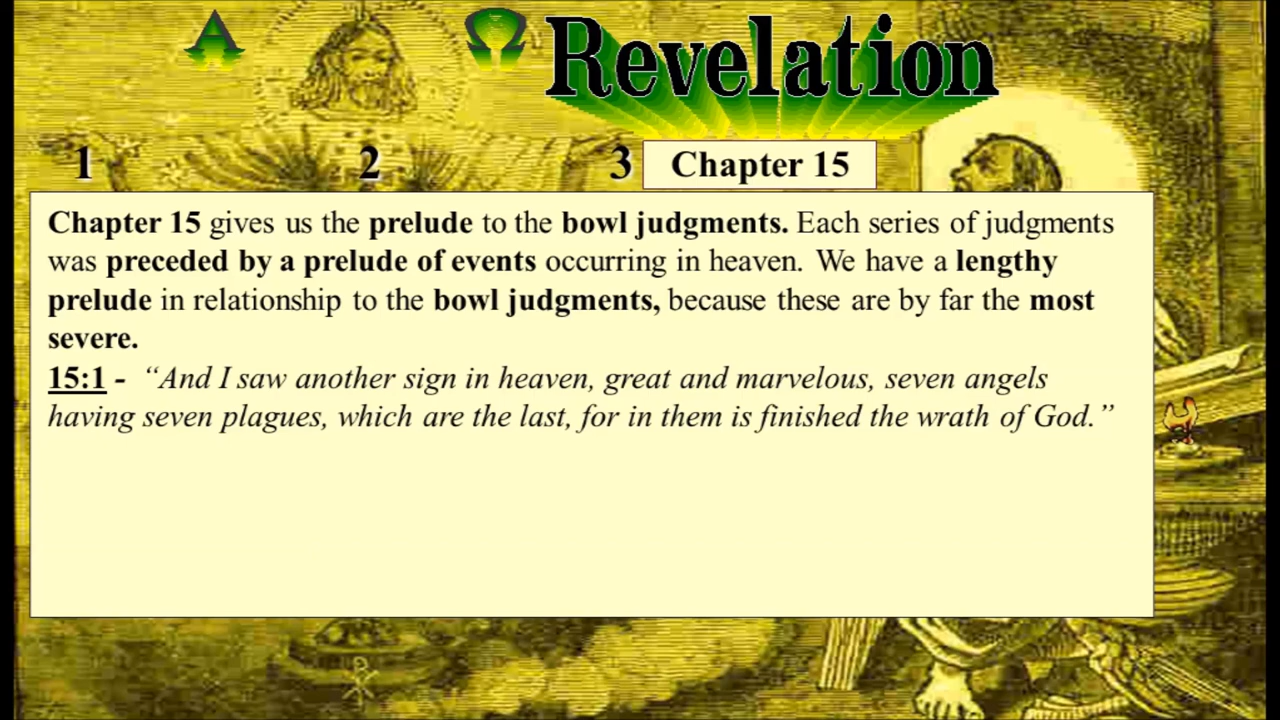 Α Ω Revelation
1 2 3 Chapter 15
Chapter 15 gives us the prelude to the bowl judgments. Each series of judgments
was preceded by a prelude of events occurring in heaven. We have a lengthy
prelude in relationship to the bowl judgments, because these are by far the most
severe.
15:1 - “And I saw another sign in heaven, great and marvelous, seven angels
having seven plagues, which are the last, for in them is finished the wrath of God.”